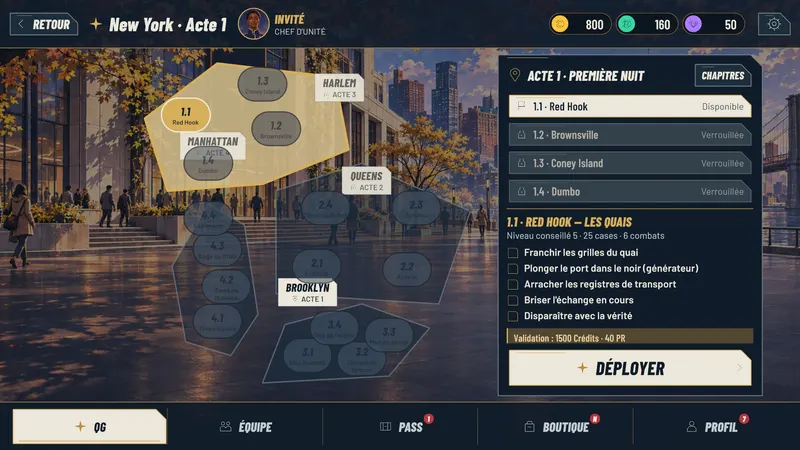 RETOUR
New York · Acte 1
INVITÉ
CHEF D'UNITÉ
800
160
50
1.3
Coney Island
HARLEM
ACTE 3
1.1
Red Hook
1.2
Brownsville
MANHATTAN
ACTE 4
1.4
Dumbo
QUEENS
ACTE 2
4.4
2.4
2.3
4.3
2.1
2.2
4.2
BROOKLYN
ACTE 1
4.1
3.4
3.3
3.1
3.2
ACTE 1 · PREMIÈRE NUIT
CHAPITRES
1.1 · Red Hook
Disponible
1.2 · Brownsville
Verrouillée
1.3 · Coney Island
Verrouillée
1.4 · Dumbo
Verrouillée
1.1 · RED HOOK — LES QUAIS
Niveau conseillé 5 · 25 cases · 6 combats
Franchir les grilles du quai
Plonger le port dans le noir (générateur)
Arracher les registres de transport
Briser l'échange en cours
Disparaître avec la vérité
Validation : 1500 Crédits · 40 PR
DÉPLOYER
QG
ÉQUIPE
PASS
1
BOUTIQUE
N
PROFIL
7